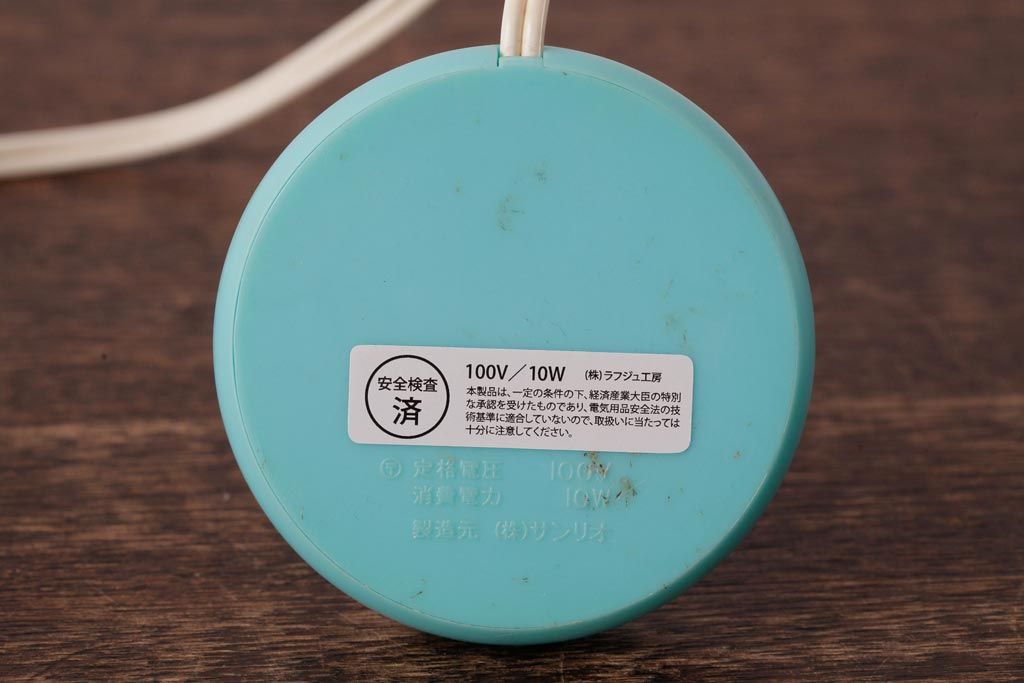 安全検査
済
100V／10W （株）ラフジュ工房
本製品は、一定の条件の下、経済産業大臣の特別
な承認を受けたものであり、電気用品安全法の技
術基準に適合していないので、取扱いに当たっては
十分に注意してください。
〒 定格電圧 100V
消費電力 10W
製造元 (株)サンリオ